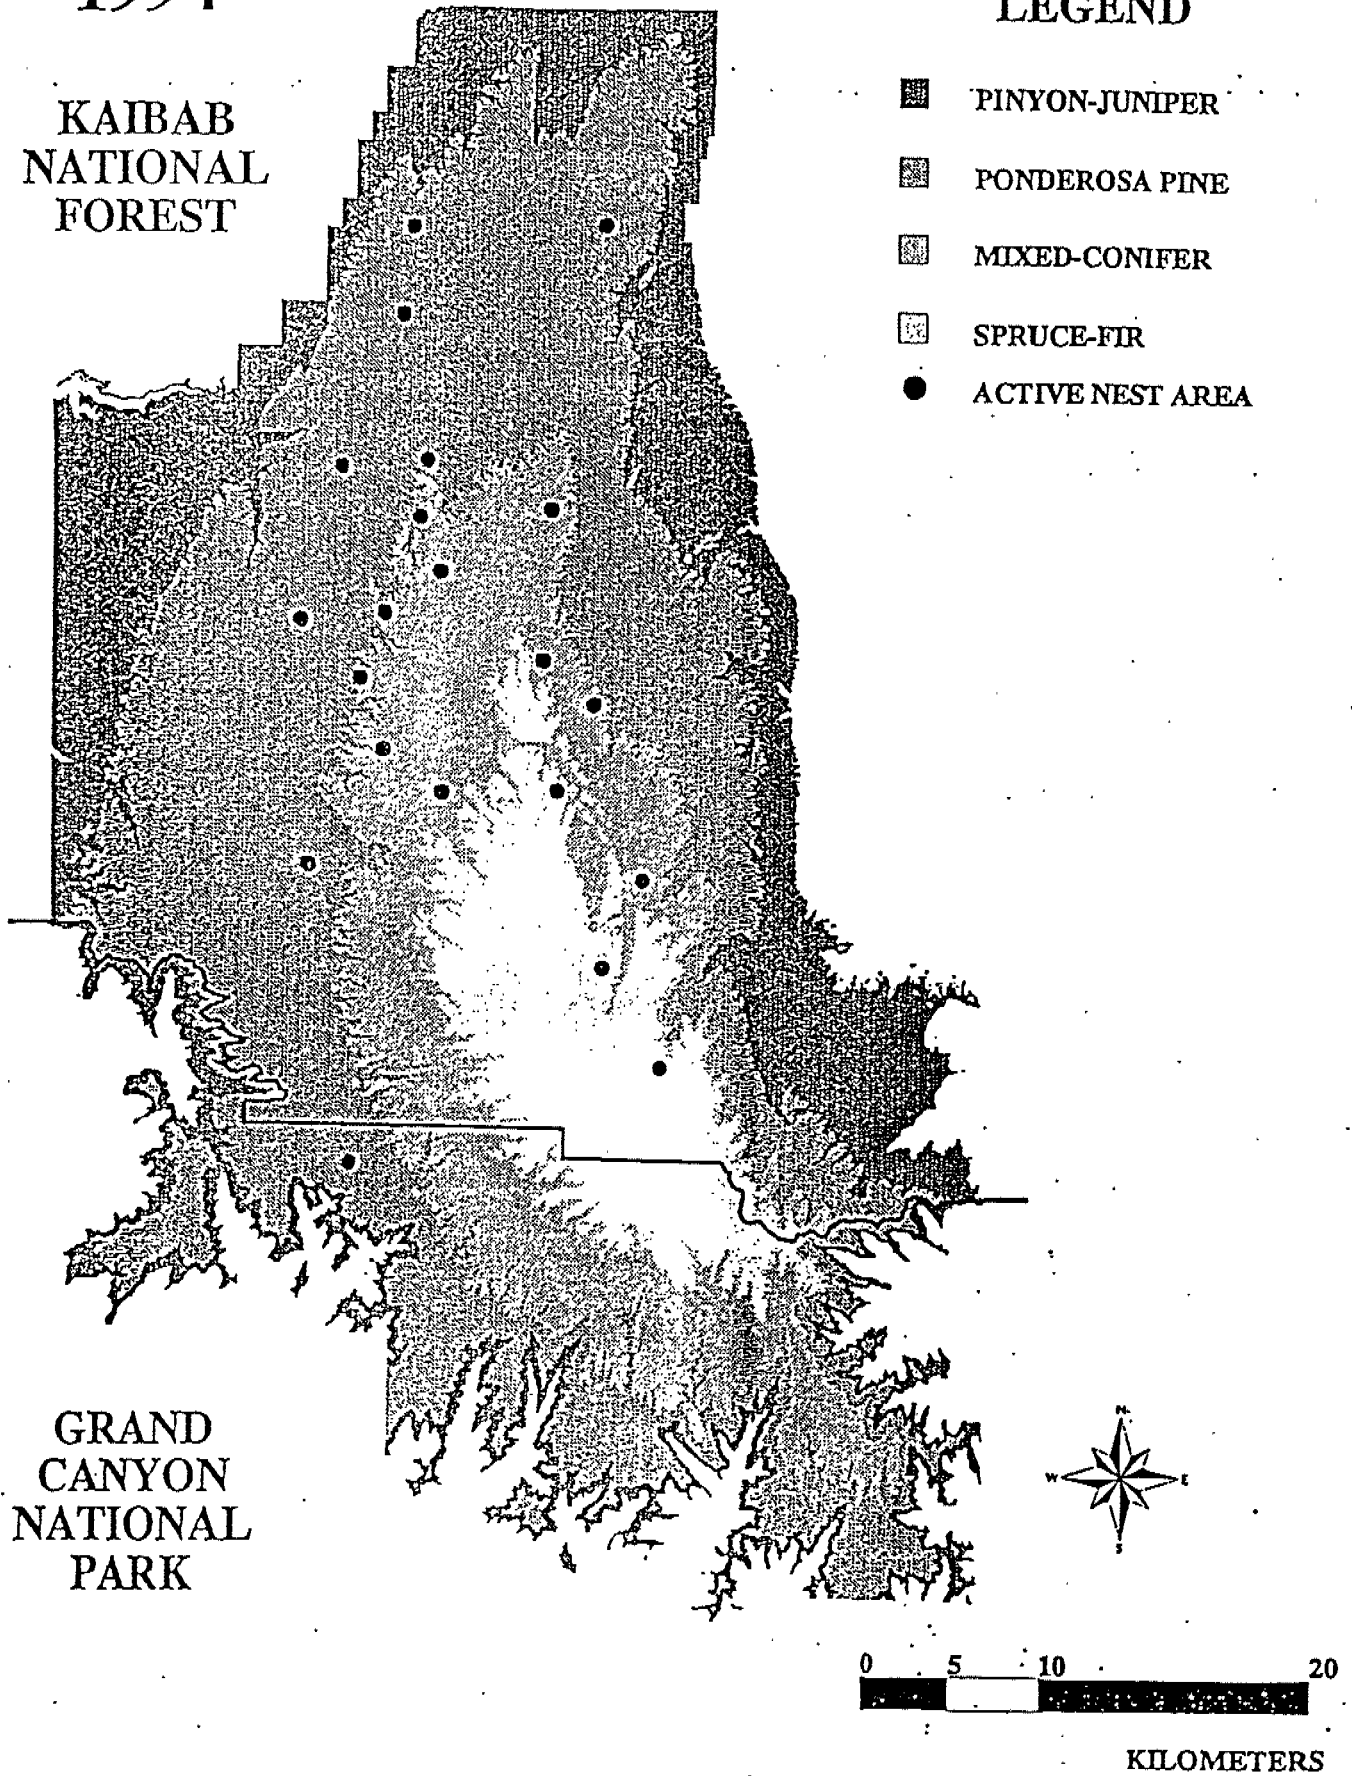 1994
LEGEND
KAIBAB
NATIONAL
FOREST
PINYON-JUNIPER
PONDEROSA PINE
MIXED-CONIFER
SPRUCE-FIR
ACTIVE NEST AREA
GRAND
CANYON
NATIONAL
PARK
N
W
E
S
0 5 10 20
KILOMETERS